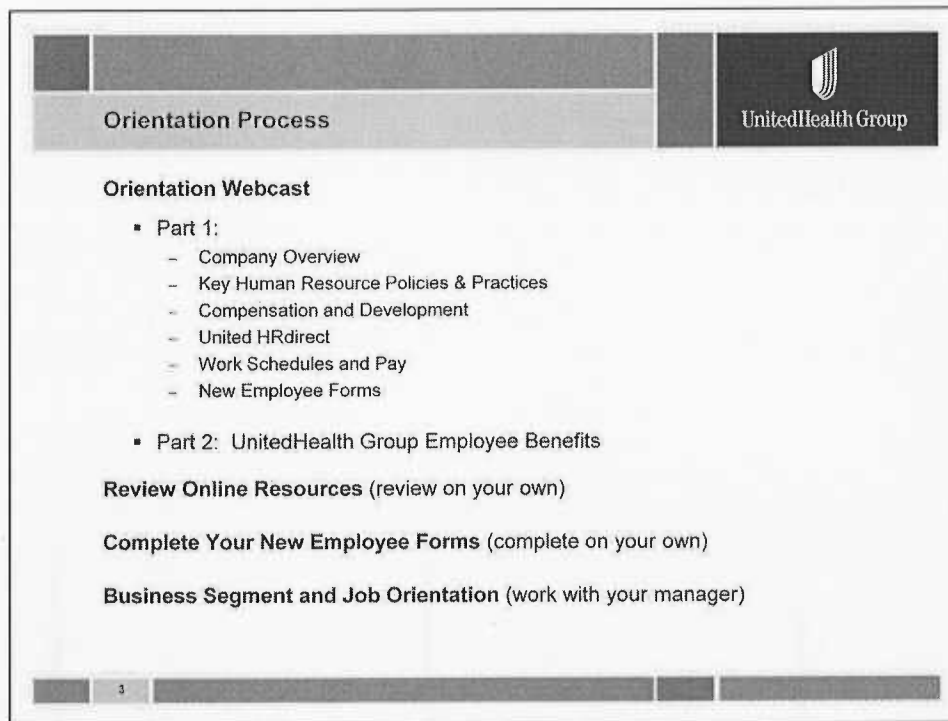 Orientation Process
UnitedHealth Group
Orientation Webcast
▪ Part 1:
– Company Overview
– Key Human Resource Policies & Practices
– Compensation and Development
– United HRdirect
– Work Schedules and Pay
– New Employee Forms
▪ Part 2: UnitedHealth Group Employee Benefits
Review Online Resources (review on your own)
Complete Your New Employee Forms (complete on your own)
Business Segment and Job Orientation (work with your manager)
3